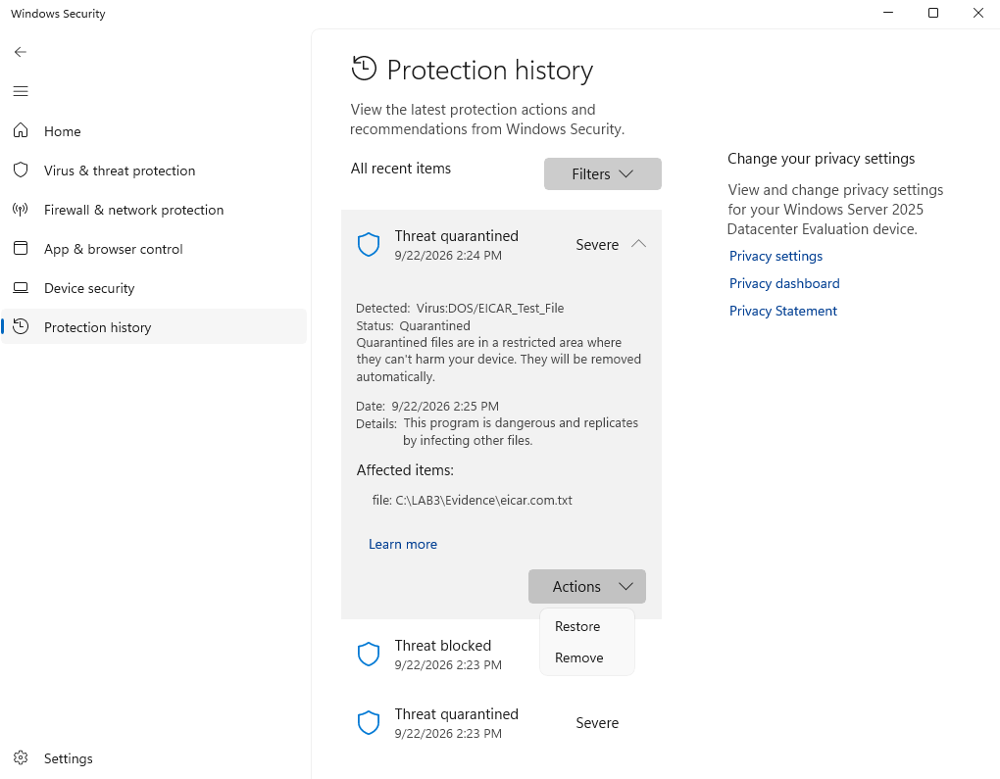 Windows Security
Home
Virus & threat protection
Firewall & network protection
App & browser control
Device security
Protection history
Settings
Protection history
View the latest protection actions and
recommendations from Windows Security.
All recent items
Filters
Threat quarantined
9/22/2026 2:24 PM
Severe
Detected: Virus:DOS/EICAR_Test_File
Status: Quarantined
Quarantined files are in a restricted area where
they can't harm your device. They will be removed
automatically.
Date: 9/22/2026 2:25 PM
Details: This program is dangerous and replicates
by infecting other files.
Affected items:
file: C:\LAB3\Evidence\eicar.com.txt
Learn more
Actions
Restore
Remove
Threat blocked
9/22/2026 2:23 PM
Threat quarantined
9/22/2026 2:23 PM
Severe
Change your privacy settings
View and change privacy settings
for your Windows Server 2025
Datacenter Evaluation device.
Privacy settings
Privacy dashboard
Privacy Statement